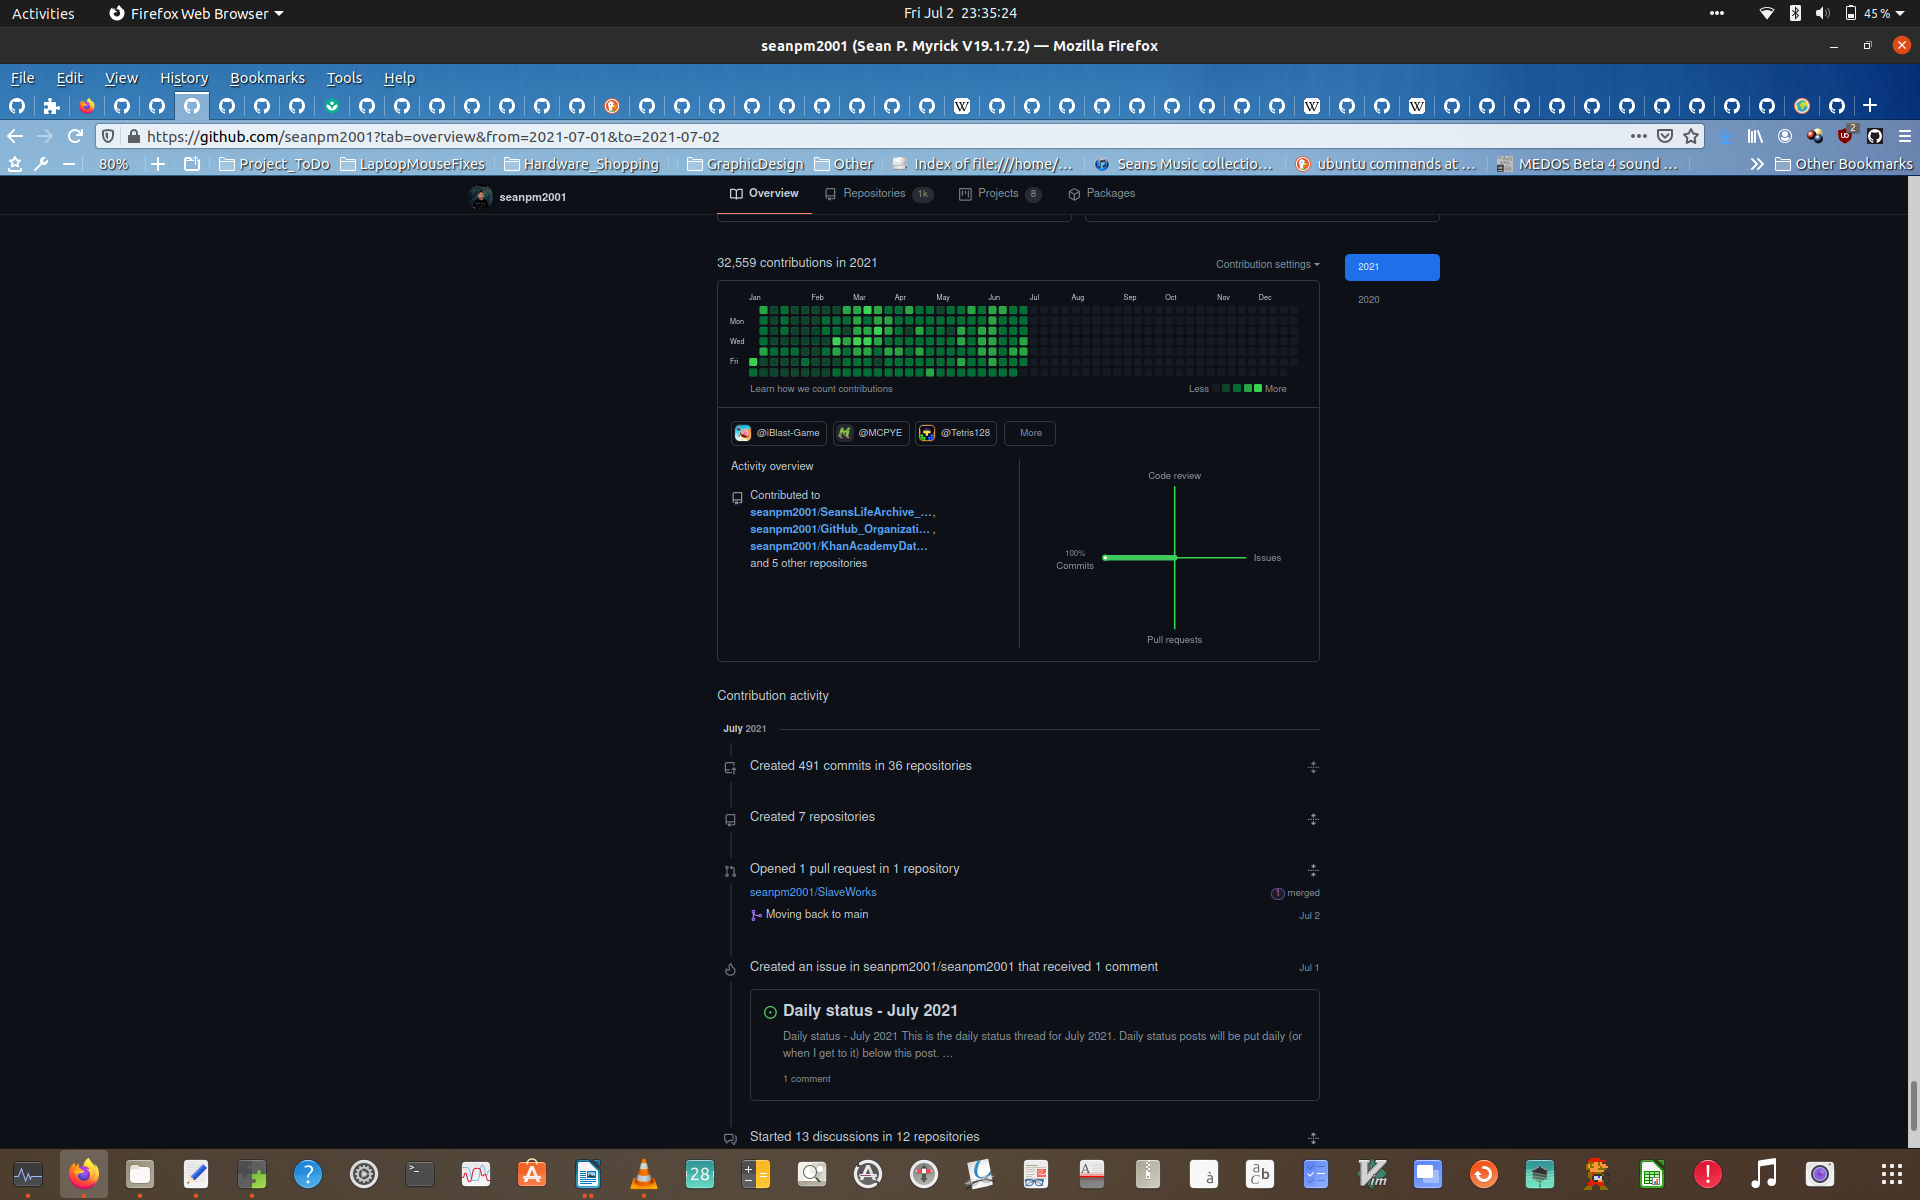 Activities
Firefox Web Browser
Fri Jul 2 23:35:24
45 %
seanpm2001 (Sean P. Myrick V19.1.7.2) — Mozilla Firefox
File Edit View History Bookmarks Tools Help
https://github.com/seanpm2001?tab=overview&from=2021-07-01&to=2021-07-02
2
80%
Project_ToDo
LaptopMouseFixes
Hardware_Shopping
GraphicDesign
Other
Index of file:///home/…
Seans Music collectio…
ubuntu commands at …
MEDOS Beta 4 sound …
Other Bookmarks
seanpm2001
Overview
Repositories 1k
Projects 8
Packages
32,559 contributions in 2021
Contribution settings
2021
2020
Jan Feb Mar Apr May Jun Jul Aug Sep Oct Nov Dec
Mon
Wed
Fri
Learn how we count contributions
Less
More
@iBlast-Game
@MCPYE
@Tetris128
More
Activity overview
Contributed to
seanpm2001/SeansLifeArchive_…,
seanpm2001/GitHub_Organizati… ,
seanpm2001/KhanAcademyDat…
and 5 other repositories
Code review
100%
Commits
Issues
Pull requests
Contribution activity
July 2021
Created 491 commits in 36 repositories
Created 7 repositories
Opened 1 pull request in 1 repository
seanpm2001/SlaveWorks
1 merged
Moving back to main
Jul 2
Created an issue in seanpm2001/seanpm2001 that received 1 comment
Jul 1
Daily status - July 2021
Daily status - July 2021 This is the daily status thread for July 2021. Daily status posts will be put daily (or
when I get to it) below this post. …
1 comment
Started 13 discussions in 12 repositories
28